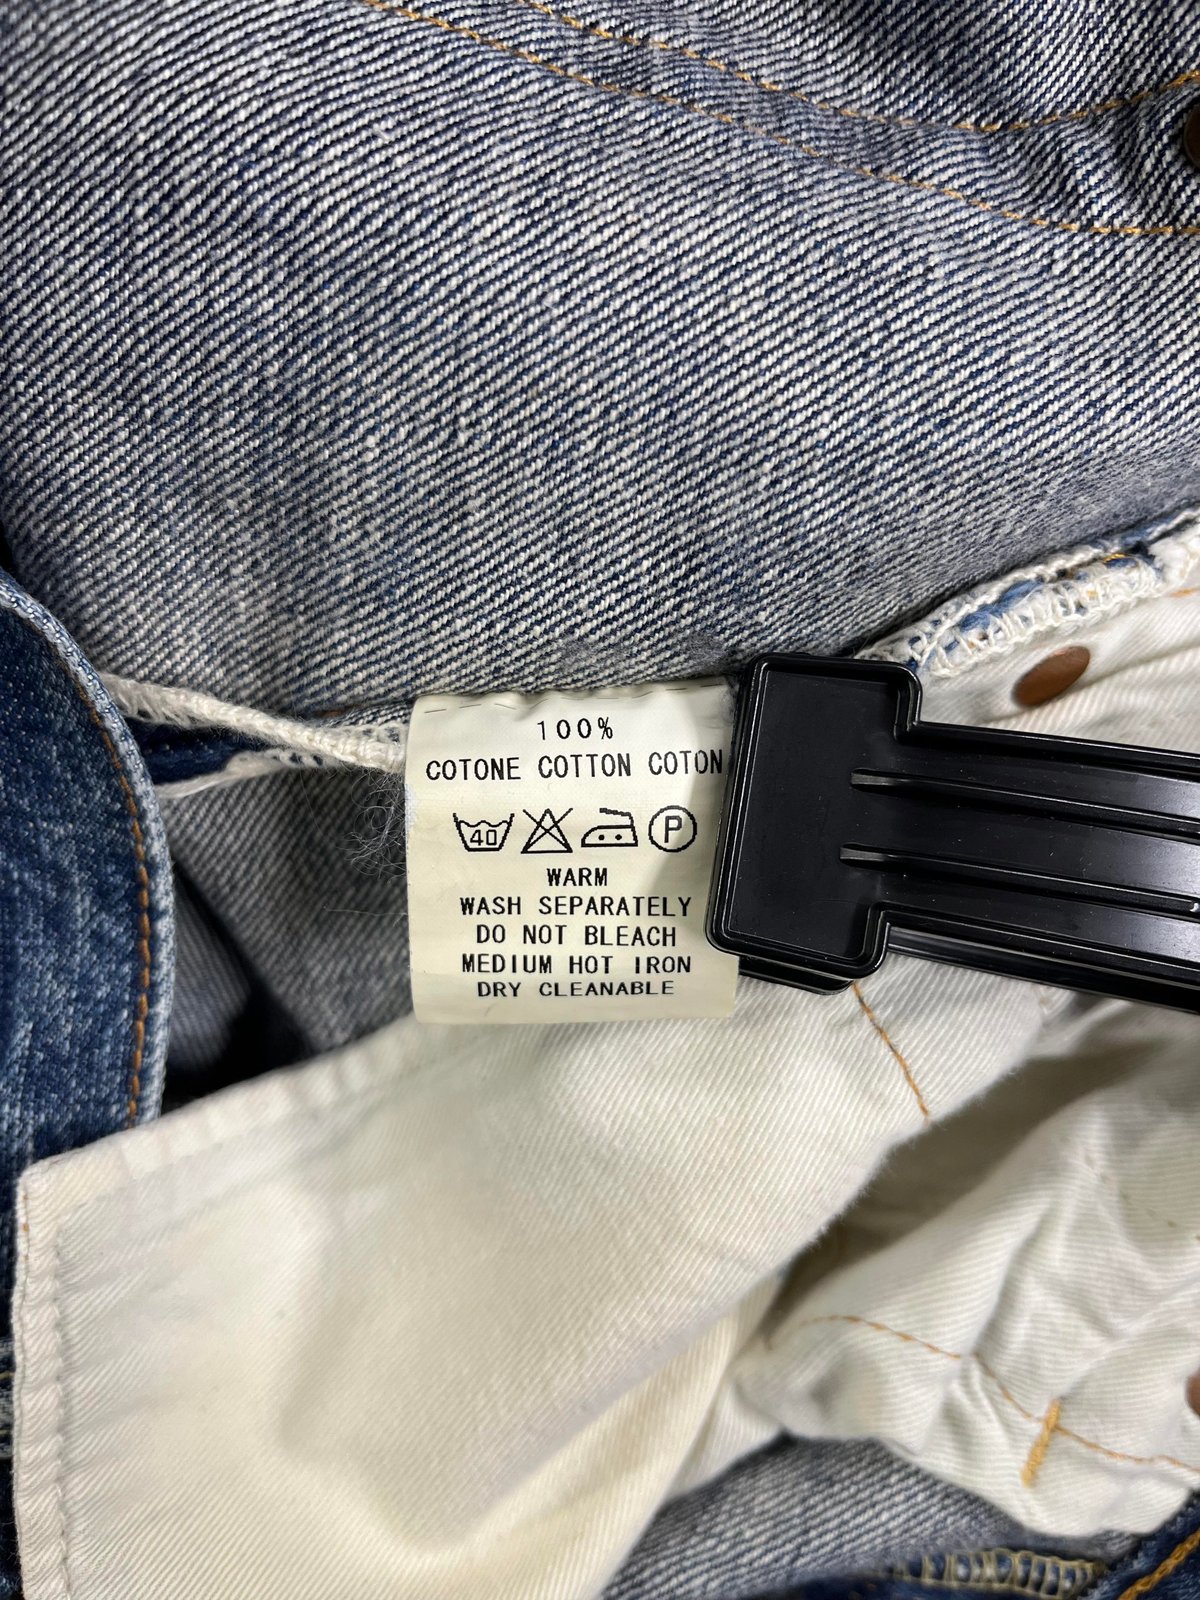 100%
COTONE COTTON COTON
40 P
WARM
WASH SEPARATELY
DO NOT BLEACH
MEDIUM HOT IRON
DRY CLEANABLE